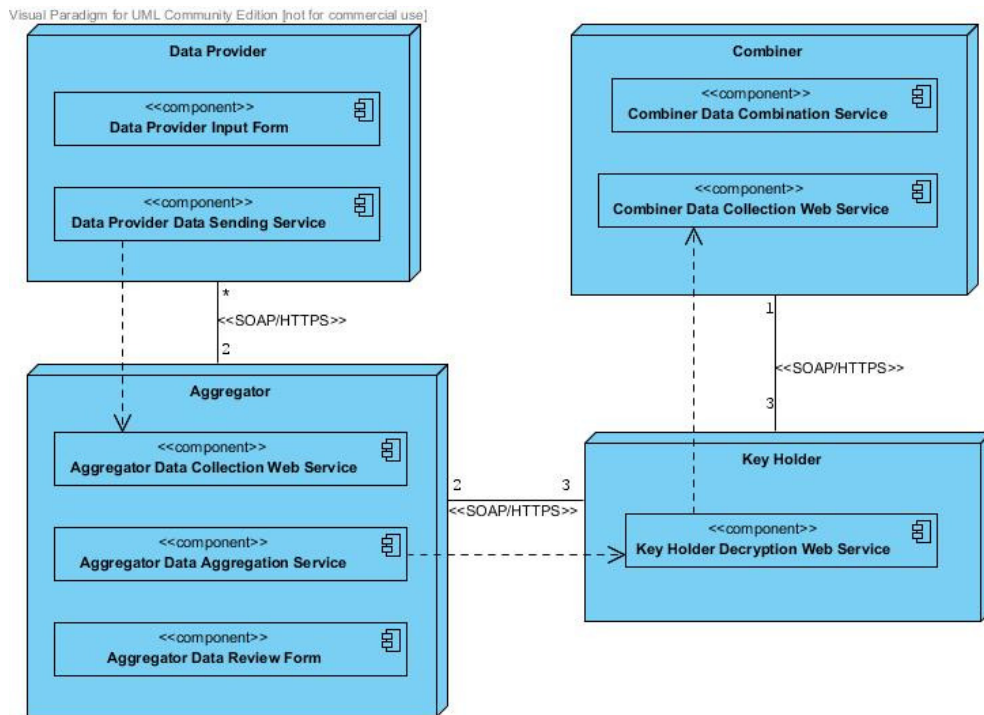 Visual Paradigm for UML Community Edition [not for commercial use]
Data Provider
<<component>>
Data Provider Input Form
<<component>>
Data Provider Data Sending Service
*
<<SOAP/HTTPS>>
2
Aggregator
<<component>>
Aggregator Data Collection Web Service
<<component>>
Aggregator Data Aggregation Service
<<component>>
Aggregator Data Review Form
2
3
<<SOAP/HTTPS>>
Combiner
<<component>>
Combiner Data Combination Service
<<component>>
Combiner Data Collection Web Service
1
<<SOAP/HTTPS>>
3
Key Holder
<<component>>
Key Holder Decryption Web Service